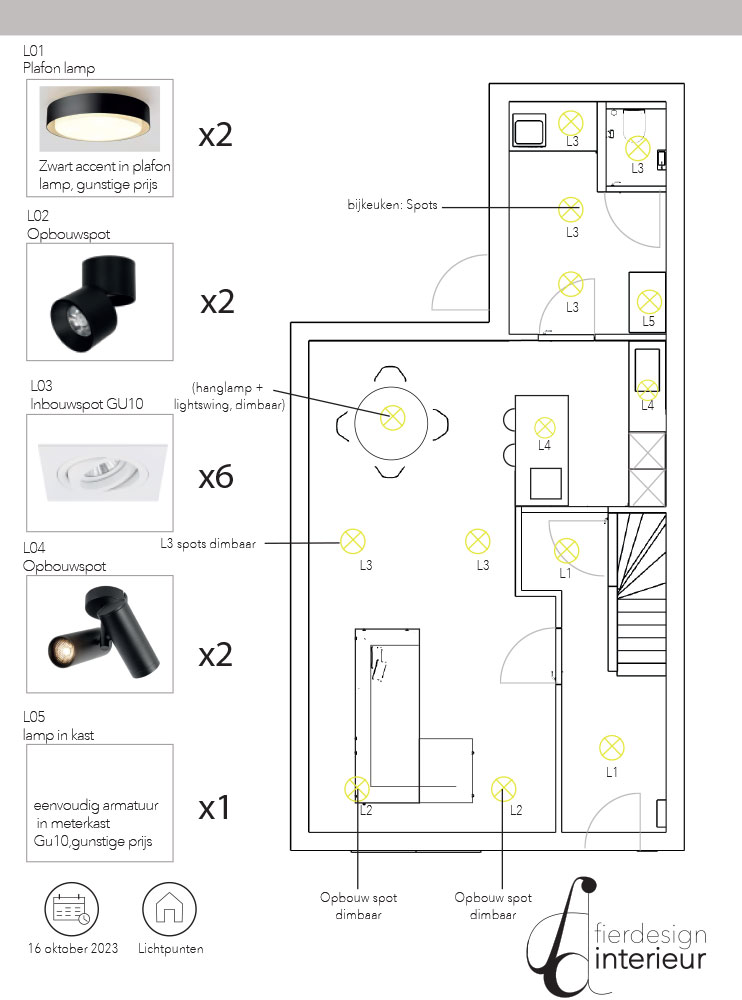 L01
Plafon lamp
Zwart accent in plafon
lamp, gunstige prijs
x2
L02
Opbouwspot
x2
L03
Inbouwspot GU10
x6
L04
Opbouwspot
x2
L05
lamp in kast
eenvoudig armatuur
in meterkast
Gu10,gunstige prijs
x1
16 oktober 2023
Lichtpunten
L3
L3
bijkeuken: Spots
L3
L3
L5
(hanglamp +
lightswing, dimbaar)
L4
L4
L3 spots dimbaar
L3
L3
L1
L1
L2
L2
Opbouw spot
dimbaar
Opbouw spot
dimbaar
fierdesign
interieur